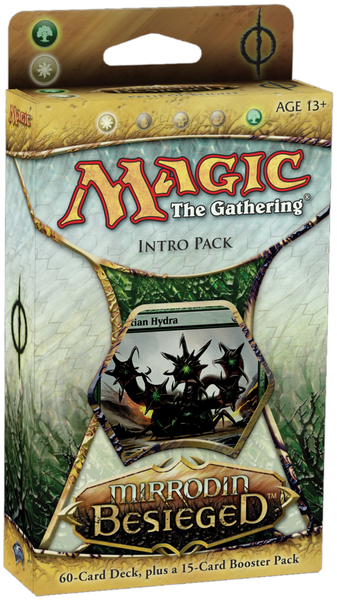 Magic
AGE 13+
MAGIC
The Gathering®
INTRO PACK
tian Hydra
MIRRODIN
BESIEGED™
60-Card Deck, plus a 15-Card Booster Pack